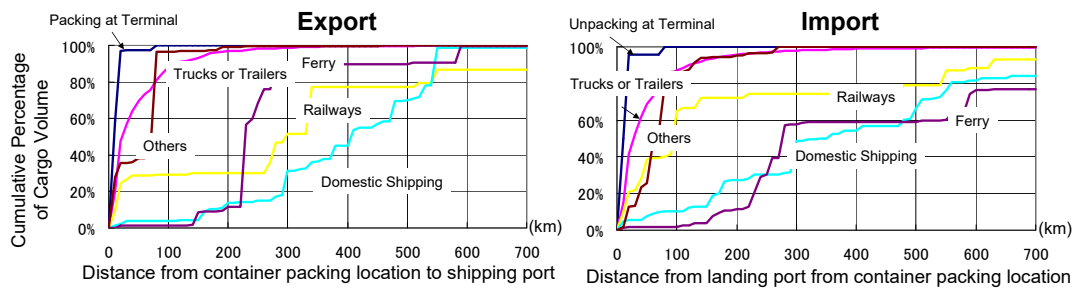 Export
Packing at Terminal
Cumulative Percentage
of Cargo Volume
100%
80%
60%
40%
20%
0%
Trucks or Trailers
Ferry
Railways
Others
Domestic Shipping
0
100
200
300
400
500
600
700
(km)
Distance from container packing location to shipping port
Import
Unpacking at Terminal
100%
80%
60%
40%
20%
0%
Trucks or Trailers
Railways
Others
Ferry
Domestic Shipping
0
100
200
300
400
500
600
700
(km)
Distance from landing port from container packing location